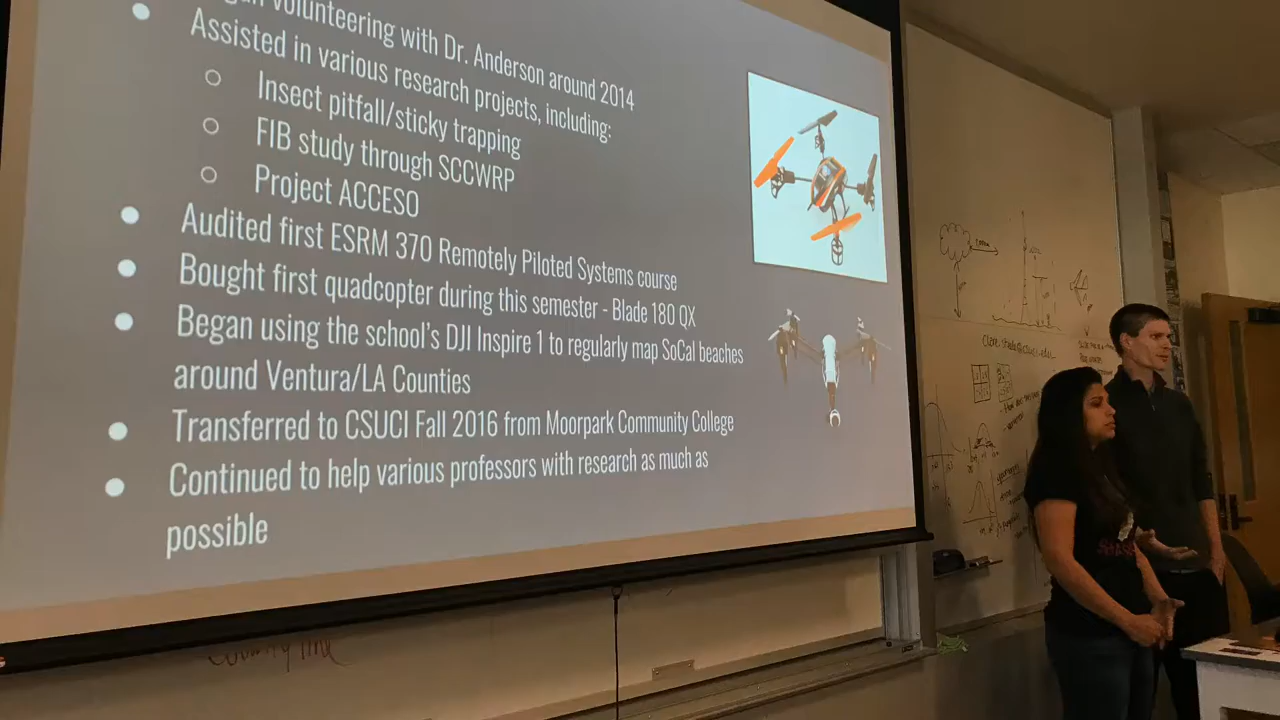 volunteering with Dr. Anderson around 2014
Assisted in various research projects, including:
Insect pitfall/sticky trapping
FIB study through SCCWRP
Project ACCESO
Audited first ESRM 370 Remotely Piloted Systems course
Bought first quadcopter during this semester - Blade 180 QX
Began using the school's DJI Inspire 1 to regularly map SoCal beaches
around Ventura/LA Counties
Transferred to CSUCI Fall 2016 from Moorpark Community College
Continued to help various professors with research as much as
possible